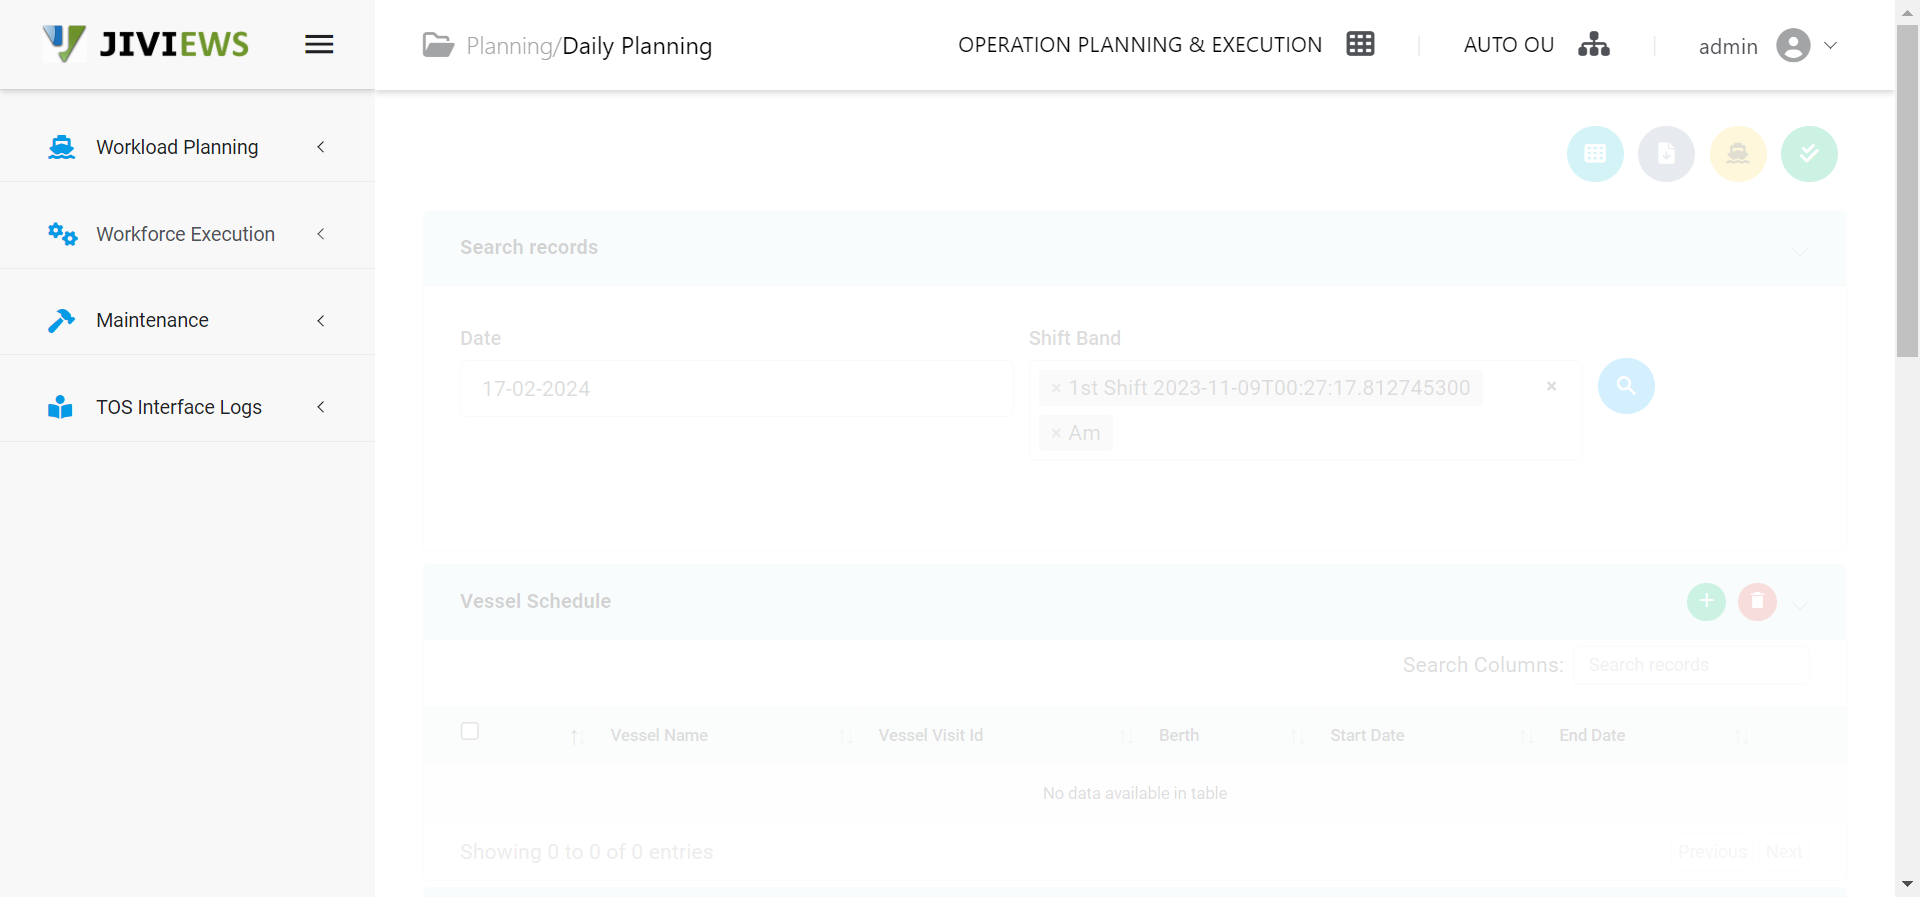 JIVIEWS
Planning/Daily Planning
OPERATION PLANNING & EXECUTION
AUTO OU
admin
Workload Planning
Workforce Execution
Maintenance
TOS Interface Logs
Search records
Date
Shift Band
17-02-2024
× 1st Shift 2023-11-09T00:27:17.812745300
×
× Am
Vessel Schedule
Search Columns: Search records
Vessel Name
Vessel Visit Id
Berth
Start Date
End Date
No data available in table
Showing 0 to 0 of 0 entries
Previous
Next